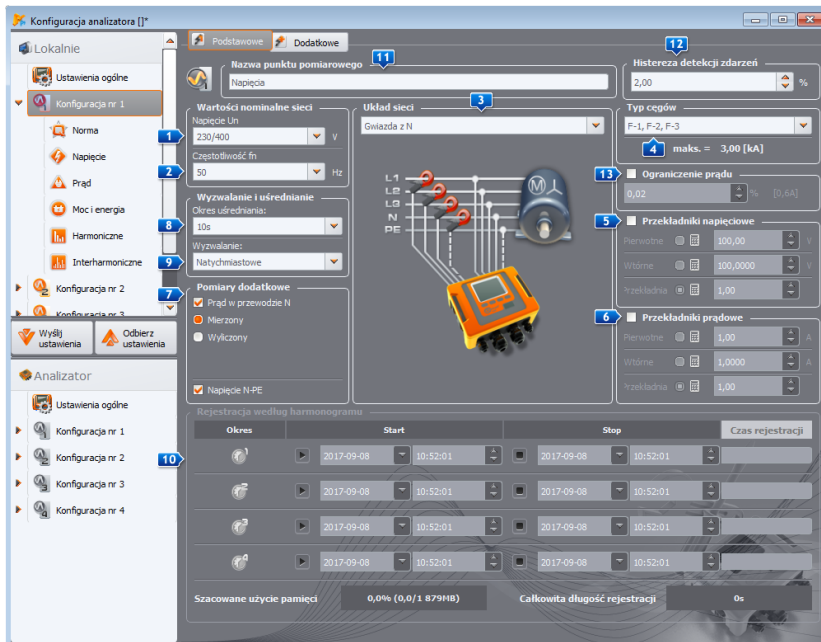 Konfiguracja analizatora []*
Lokalnie
Ustawienia ogólne
Konfiguracja nr 1
Norma
Napięcie
Prąd
Moc i energia
Harmoniczne
Interharmoniczne
2 Konfiguracja nr 2
Konfiguracja nr 3
Wyślij ustawienia
Odbierz ustawienia
Analizator
Ustawienia ogólne
1 Konfiguracja nr 1
2 Konfiguracja nr 2
3 Konfiguracja nr 3
4 Konfiguracja nr 4
Podstawowe Dodatkowe
Nazwa punktu pomiarowego 11
Napięcia
12
Histereza detekcji zdarzeń
2,00 %
Wartości nominalne sieci
Napięcie Un
1 230/400 V
Częstotliwość fn
2 50 Hz
Wyzwalanie i uśrednianie
Okres uśredniania:
8 10s
Wyzwalanie:
9 Natychmiastowe
7 Pomiary dodatkowe
Prąd w przewodzie N
Mierzony
Wyliczony
Napięcie N-PE
Układ sieci 3
Gwiazda z N
L1
L2
L3
N
PE
M
Typ cęgów
F-1, F-2, F-3
4 maks. = 3,00 [kA]
13 Ograniczenie prądu
0,02 % [0,6A]
5 Przekładniki napięciowe
Pierwotne 100,00 V
Wtórne 100,0000 V
Przekładnia 1,00
6 Przekładniki prądowe
Pierwotne 1,00 A
Wtórne 1,0000 A
Przekładnia 1,00
Rejestracja według harmonogramu
Okres Start Stop Czas rejestracji
10 1 2017-09-08 10:52:01 2017-09-08 10:52:01
2 2017-09-08 10:52:01 2017-09-08 10:52:01
3 2017-09-08 10:52:01 2017-09-08 10:52:01
4 2017-09-08 10:52:01 2017-09-08 10:52:01
Szacowane użycie pamięci 0,0% (0,0/1 879MB) Całkowita długość rejestracji 0s